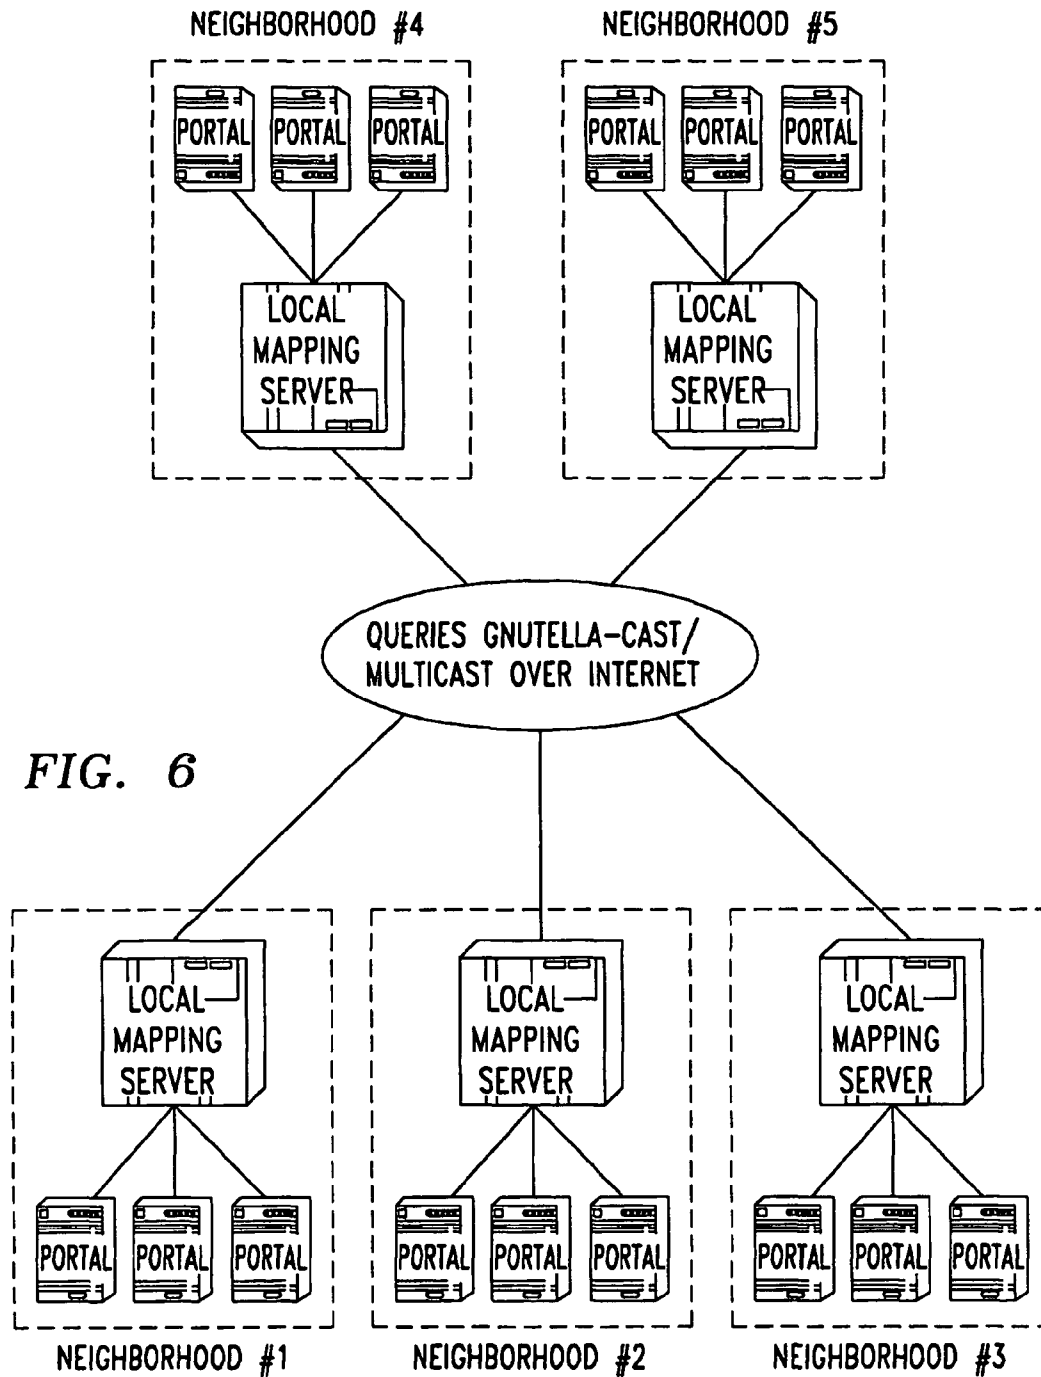 NEIGHBORHOOD #4
NEIGHBORHOOD #5
PORTAL PORTAL PORTAL
PORTAL PORTAL PORTAL
LOCAL
MAPPING
SERVER
LOCAL
MAPPING
SERVER
QUERIES GNUTELLA-CAST/
MULTICAST OVER INTERNET
FIG. 6
LOCAL
MAPPING
SERVER
LOCAL
MAPPING
SERVER
LOCAL
MAPPING
SERVER
PORTAL PORTAL PORTAL
PORTAL PORTAL PORTAL
PORTAL PORTAL PORTAL
NEIGHBORHOOD #1
NEIGHBORHOOD #2
NEIGHBORHOOD #3